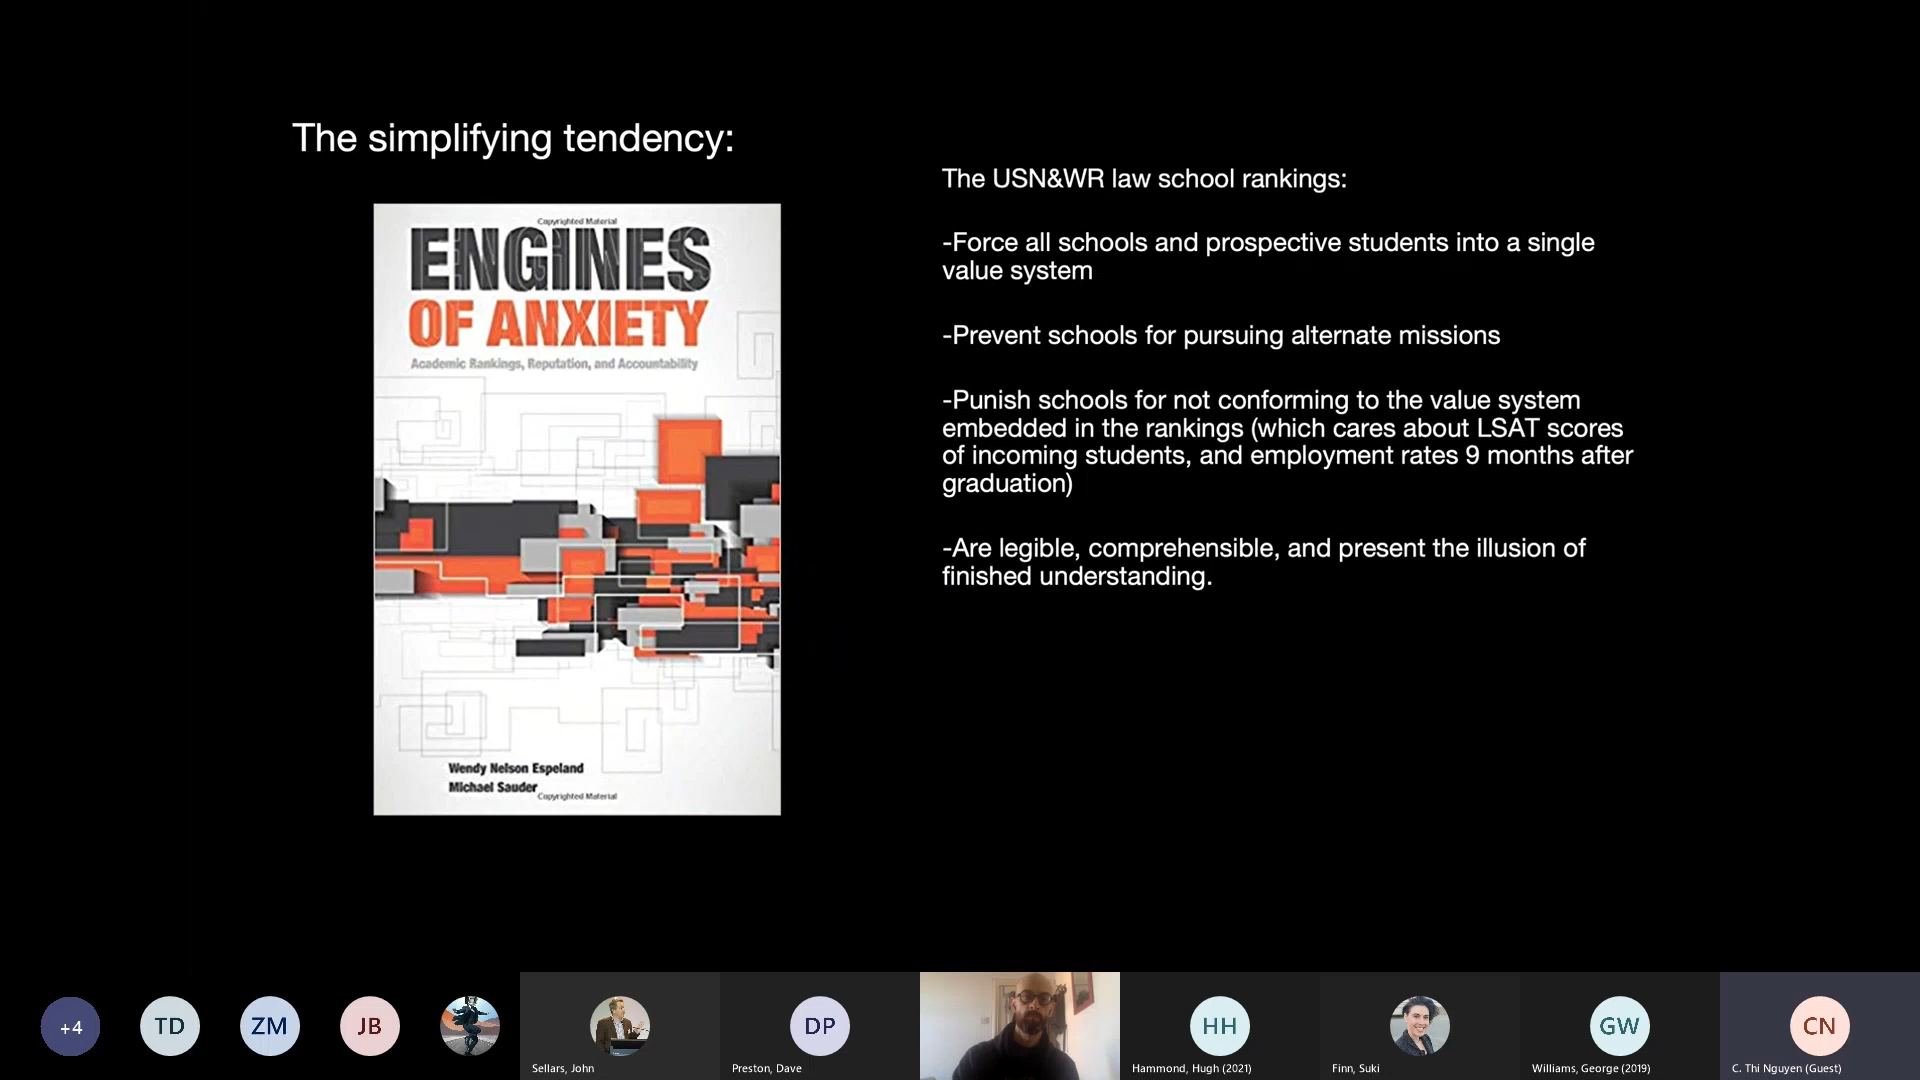 The simplifying tendency:
Copyrighted Material
ENGINES
OF ANXIETY
Academic Rankings, Reputation, and Accountability
Wendy Nelson Espeland
Michael Sauder
Copyrighted Material
The USN&WR law school rankings:
-Force all schools and prospective students into a single
value system
-Prevent schools for pursuing alternate missions
-Punish schools for not conforming to the value system
embedded in the rankings (which cares about LSAT scores
of incoming students, and employment rates 9 months after
graduation)
-Are legible, comprehensible, and present the illusion of
finished understanding.
+4
TD
ZM
JB
Sellars, John
DP
Preston, Dave
HH
Hammond, Hugh (2021)
Finn, Suki
GW
Williams, George (2019)
CN
C. Thi Nguyen (Guest)